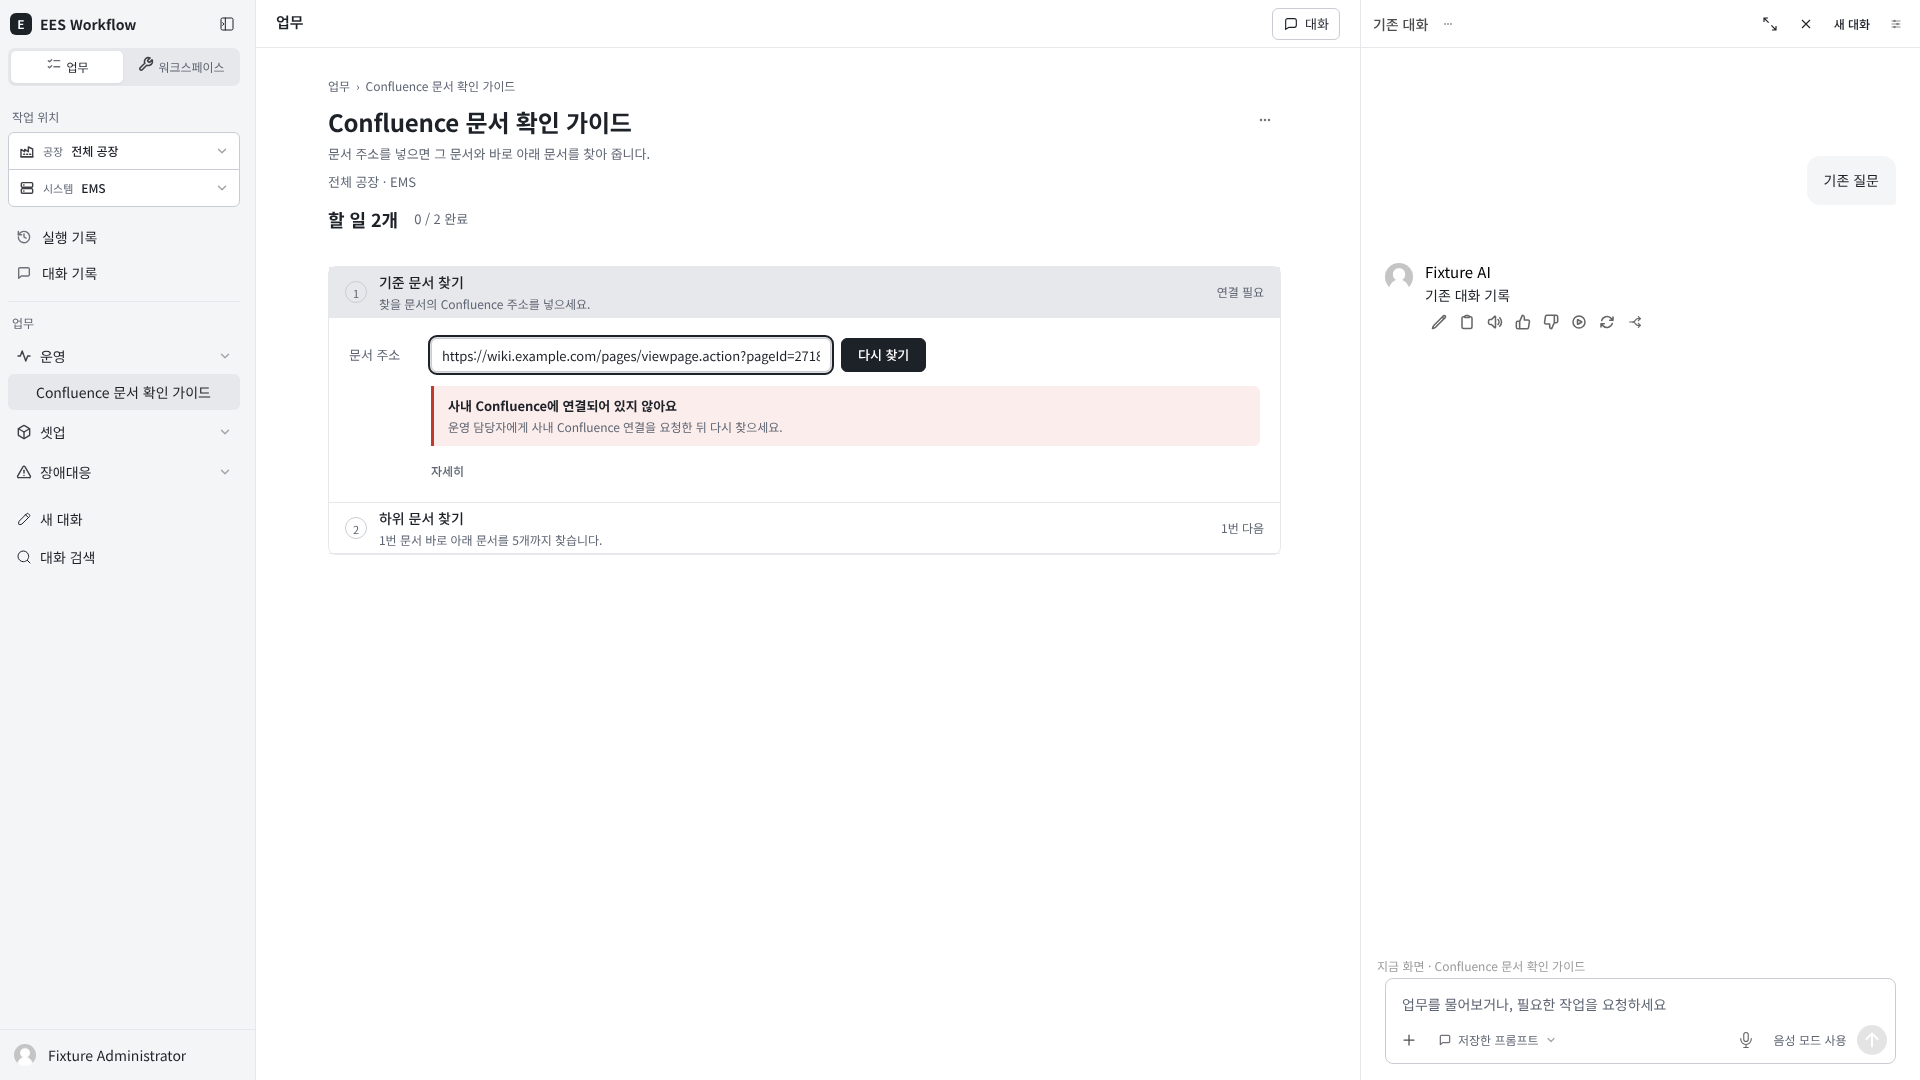 E EES Workflow
업무
워크스페이스
작업 위치
공장 전체 공장
시스템 EMS
실행 기록
대화 기록
업무
운영
Confluence 문서 확인 가이드
셋업
장애대응
새 대화
대화 검색
Fixture Administrator
업무
대화
업무 › Confluence 문서 확인 가이드
Confluence 문서 확인 가이드
문서 주소를 넣으면 그 문서와 바로 아래 문서를 찾아 줍니다.
전체 공장 · EMS
할 일 2개 0 / 2 완료
1 기준 문서 찾기
찾을 문서의 Confluence 주소를 넣으세요.
연결 필요
문서 주소
https://wiki.example.com/pages/viewpage.action?pageId=2718
다시 찾기
사내 Confluence에 연결되어 있지 않아요
운영 담당자에게 사내 Confluence 연결을 요청한 뒤 다시 찾으세요.
자세히
2 하위 문서 찾기
1번 문서 바로 아래 문서를 5개까지 찾습니다.
1번 다음
기존 대화
새 대화
기존 질문
Fixture AI
기존 대화 기록
지금 화면 · Confluence 문서 확인 가이드
업무를 물어보거나, 필요한 작업을 요청하세요
저장한 프롬프트
음성 모드 사용